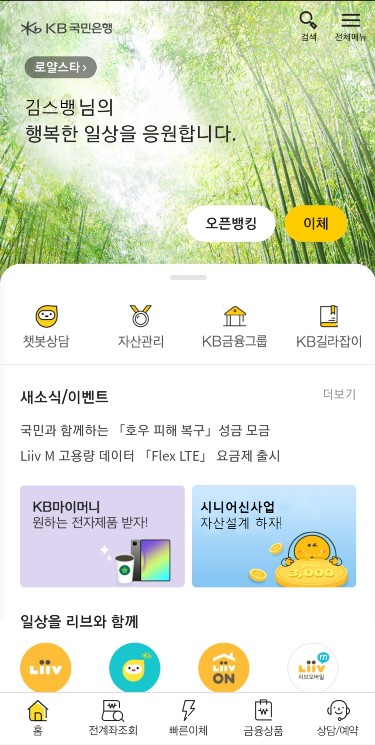 KB 국민은행
검색
전체메뉴
로얄스타 ›
김스뱅님의
행복한 일상을 응원합니다.
오픈뱅킹
이체
챗봇상담
자산관리
KB금융그룹
KB길라잡이
새소식/이벤트
더보기
국민과 함께하는 「호우 피해 복구」성금 모금
Liiv M 고용량 데이터 「Flex LTE」 요금제 출시
KB마이머니
원하는 전자제품 받자!
시니어신사업
자산설계 하자!
3,000
일상을 리브와 함께
Liiv
Liiv
ON
Liiv
m
리브모바일
홈
전계좌조회
빠른이체
금융상품
상담/예약